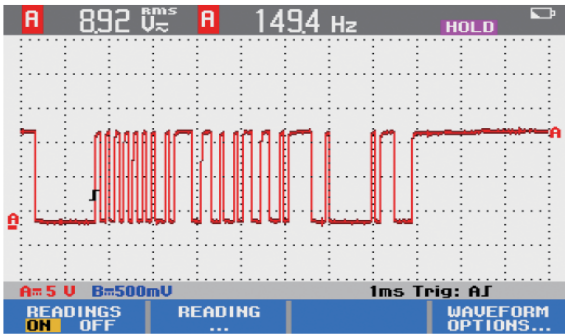 A 8.92 V≂ rms A 149.4 Hz HOLD
A
A
A=5 V B=500mV 1ms Trig: A⎍
READINGS READING WAVEFORM
ON OFF ... OPTIONS...